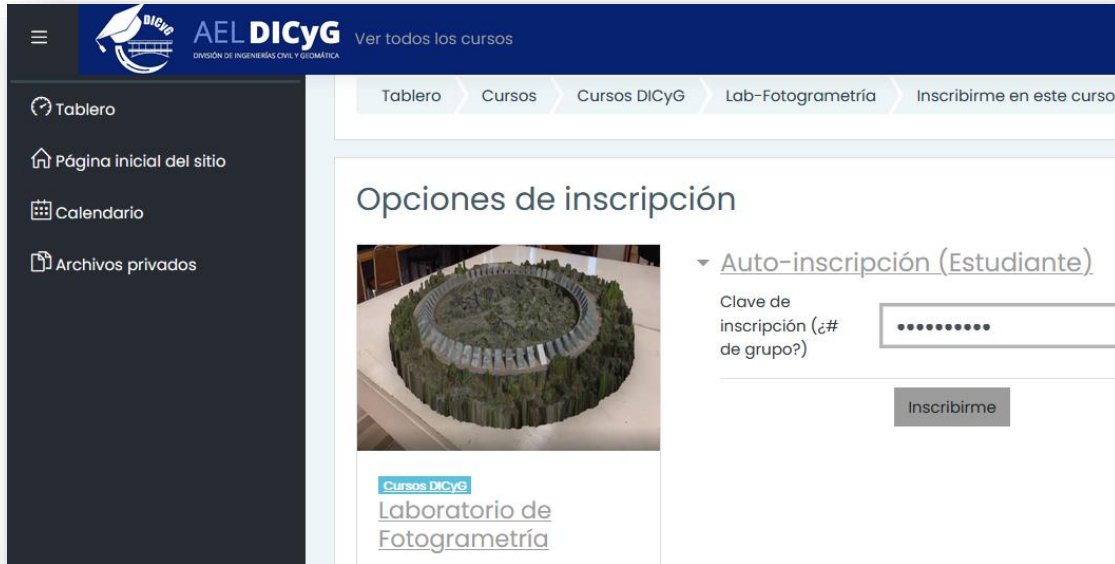 DICyG
AEL DICyG
DIVISIÓN DE INGENIERÍAS CIVIL Y GEOMÁTICA
Ver todos los cursos
Tablero
Página inicial del sitio
Calendario
Archivos privados
Tablero
Cursos
Cursos DICyG
Lab-Fotogrametría
Inscribirme en este curso
Opciones de inscripción
Auto-inscripción (Estudiante)
Clave de
inscripción (¿#
de grupo?)
••••••••••
Inscribirme
Cursos DICyG
Laboratorio de
Fotogrametría